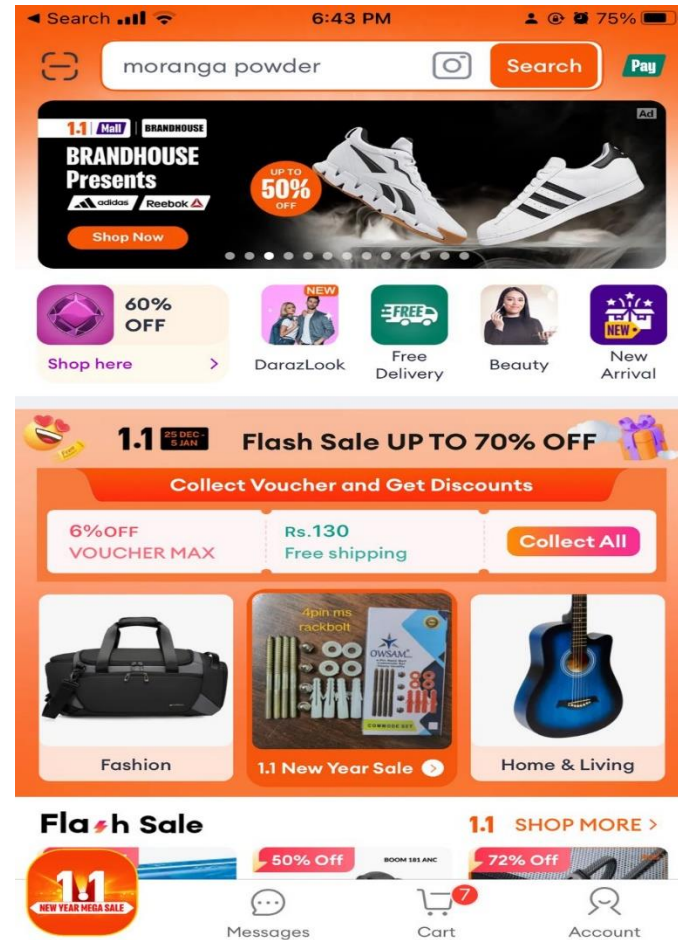 Search
6:43 PM
75%
moranga powder
Search
Pay
Ad
1.1 Mall BRANDHOUSE
BRANDHOUSE
Presents
adidas Reebok
Shop Now
UP TO
50%
OFF
60%
OFF
Shop here >
NEW
DarazLook
FREE
Free
Delivery
Beauty
NEW
New
Arrival
1.1 25 DEC -
5 JAN
Flash Sale UP TO 70% OFF
Collect Voucher and Get Discounts
6%OFF
VOUCHER MAX
Rs.130
Free shipping
Collect All
Fashion
4pin ms
rackbolt
OWSAM
COMMODE SET
1.1 New Year Sale
Home & Living
Flash Sale
1.1 SHOP MORE >
50% Off
BOOM 181 ANC
72% Off
1.1
NEW YEAR MEGA SALE
Messages
7
Cart
Account